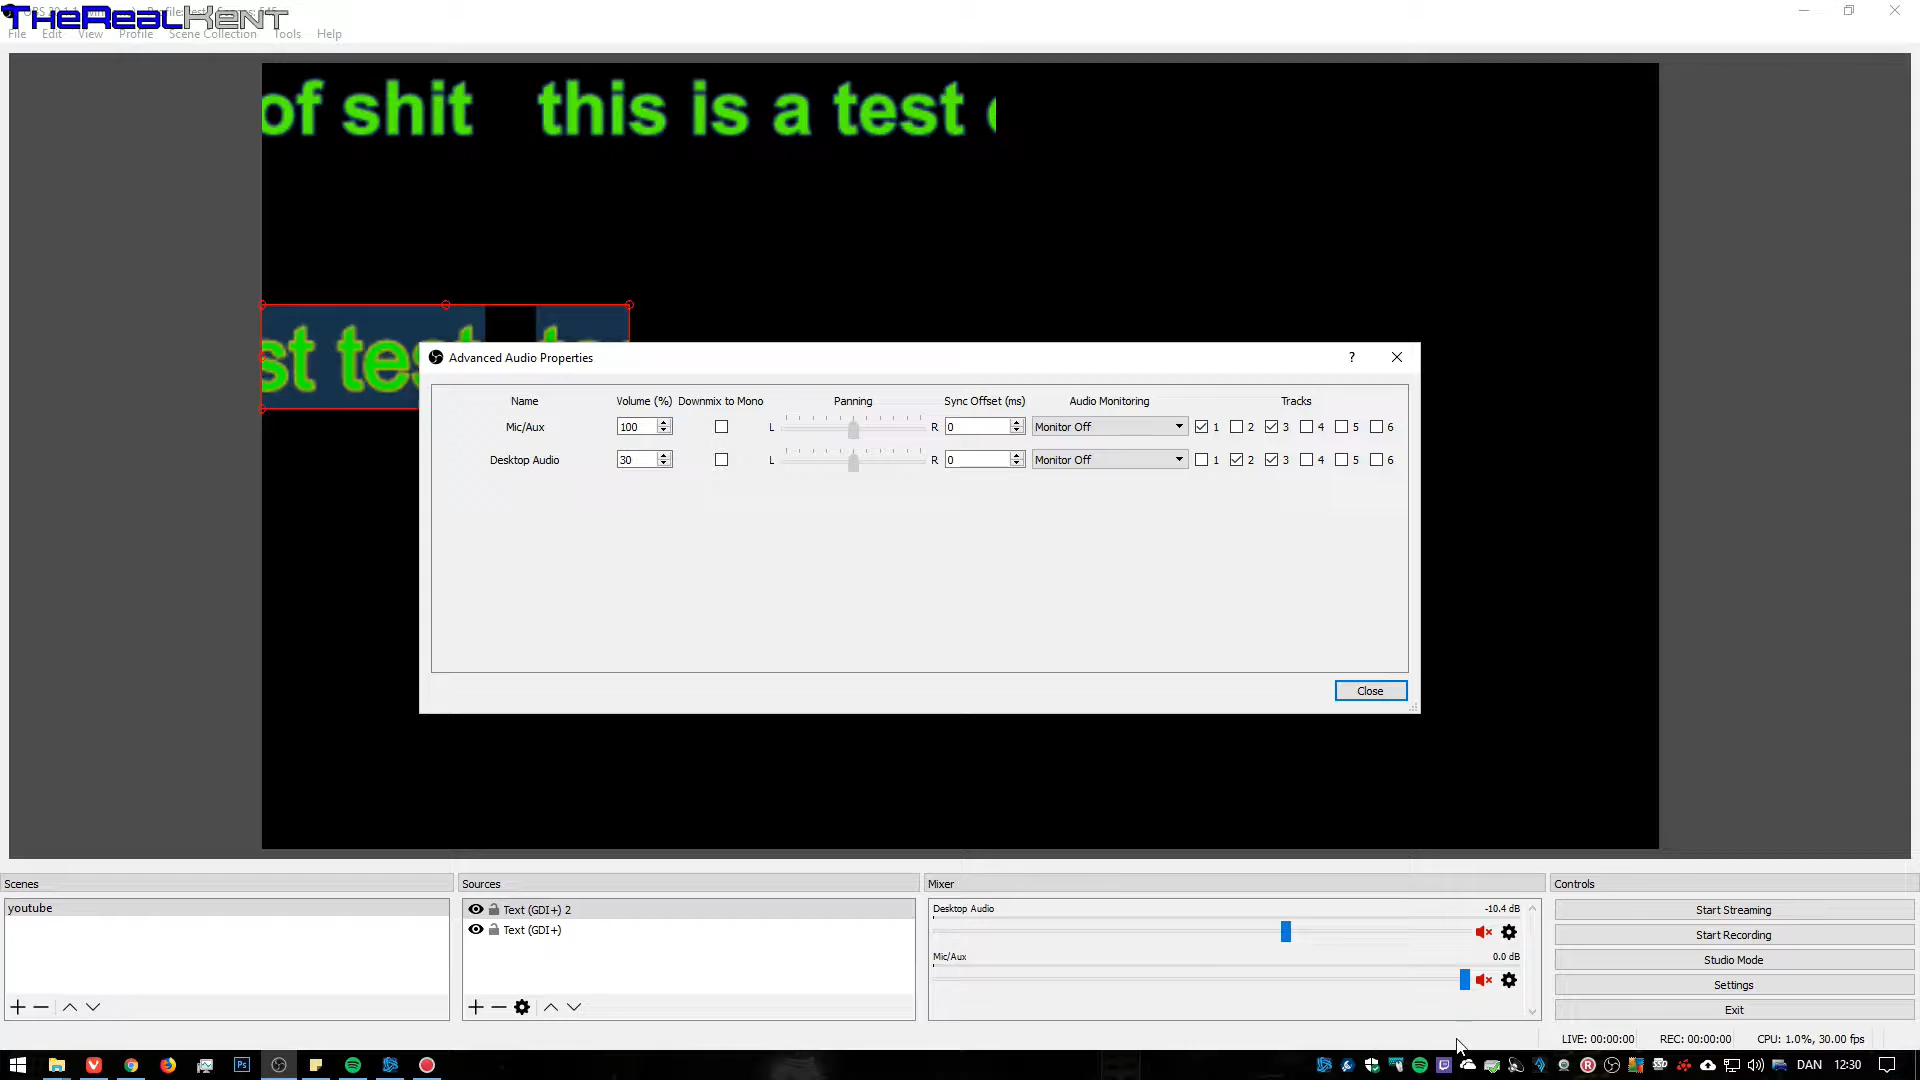 TheRealKent
File Edit View Profile Scene Collection Tools Help
of shit this is a test
st test
Advanced Audio Properties
?
Name Volume (%) Downmix to Mono Panning Sync Offset (ms) Audio Monitoring Tracks
Mic/Aux 100 L R 0 Monitor Off 1 2 3 4 5 6
Desktop Audio 30 L R 0 Monitor Off 1 2 3 4 5 6
Close
Scenes
youtube
Sources
Text (GDI+) 2
Text (GDI+)
Mixer
Desktop Audio -10.4 dB
Mic/Aux 0.0 dB
Controls
Start Streaming
Start Recording
Studio Mode
Settings
Exit
LIVE: 00:00:00 REC: 00:00:00 CPU: 1.0%, 30.00 fps
Ps
DAN 12:30